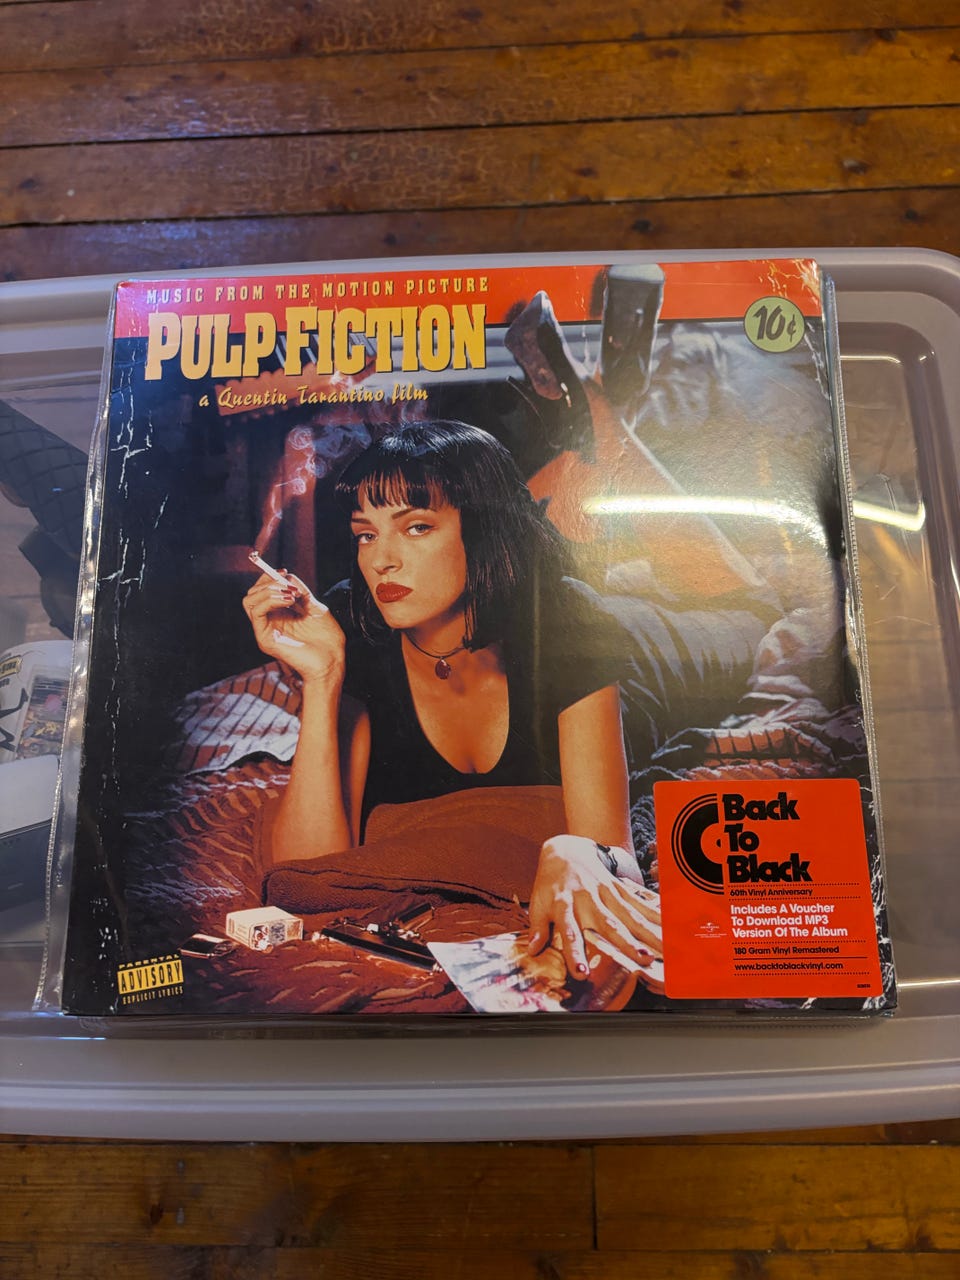 MUSIC FROM THE MOTION PICTURE
PULP FICTION
a Quentin Tarantino film
10¢
Back
To
Black
60th Vinyl Anniversary
Includes A Voucher
To Download MP3
Version Of The Album
180 Gram Vinyl Remastered
www.backtoblackvinyl.com
PARENTAL
ADVISORY
EXPLICIT LYRICS